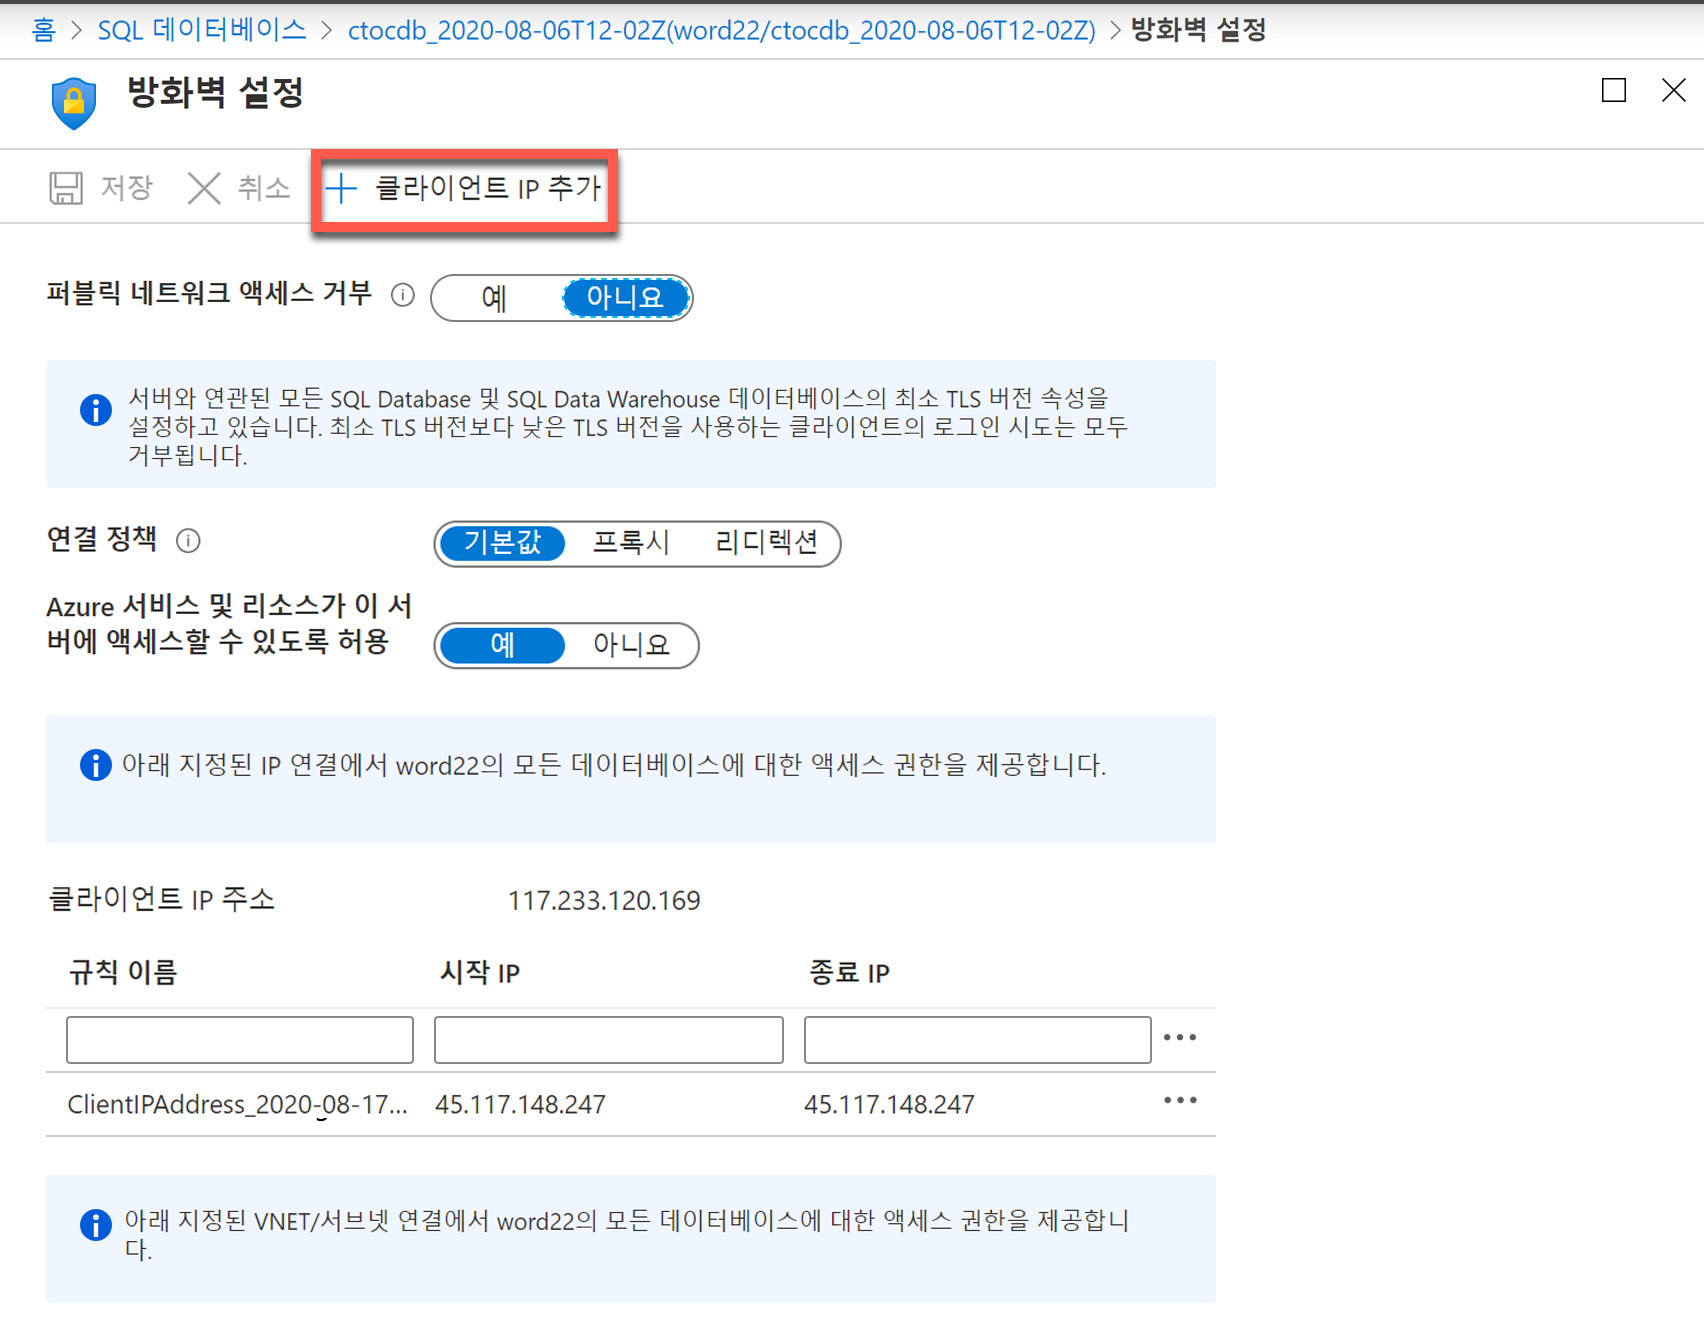 홈 > SQL 데이터베이스 > ctocdb_2020-08-06T12-02Z(word22/ctocdb_2020-08-06T12-02Z) > 방화벽 설정
방화벽 설정
저장 취소 클라이언트 IP 추가
퍼블릭 네트워크 액세스 거부 예 아니요
서버와 연관된 모든 SQL Database 및 SQL Data Warehouse 데이터베이스의 최소 TLS 버전 속성을
설정하고 있습니다. 최소 TLS 버전보다 낮은 TLS 버전을 사용하는 클라이언트의 로그인 시도는 모두
거부됩니다.
연결 정책 기본값 프록시 리디렉션
Azure 서비스 및 리소스가 이 서
버에 액세스할 수 있도록 허용 예 아니요
아래 지정된 IP 연결에서 word22의 모든 데이터베이스에 대한 액세스 권한을 제공합니다.
클라이언트 IP 주소 117.233.120.169
규칙 이름 시작 IP 종료 IP
ClientIPAddress_2020-08-17... 45.117.148.247 45.117.148.247
아래 지정된 VNET/서브넷 연결에서 word22의 모든 데이터베이스에 대한 액세스 권한을 제공합니
다.